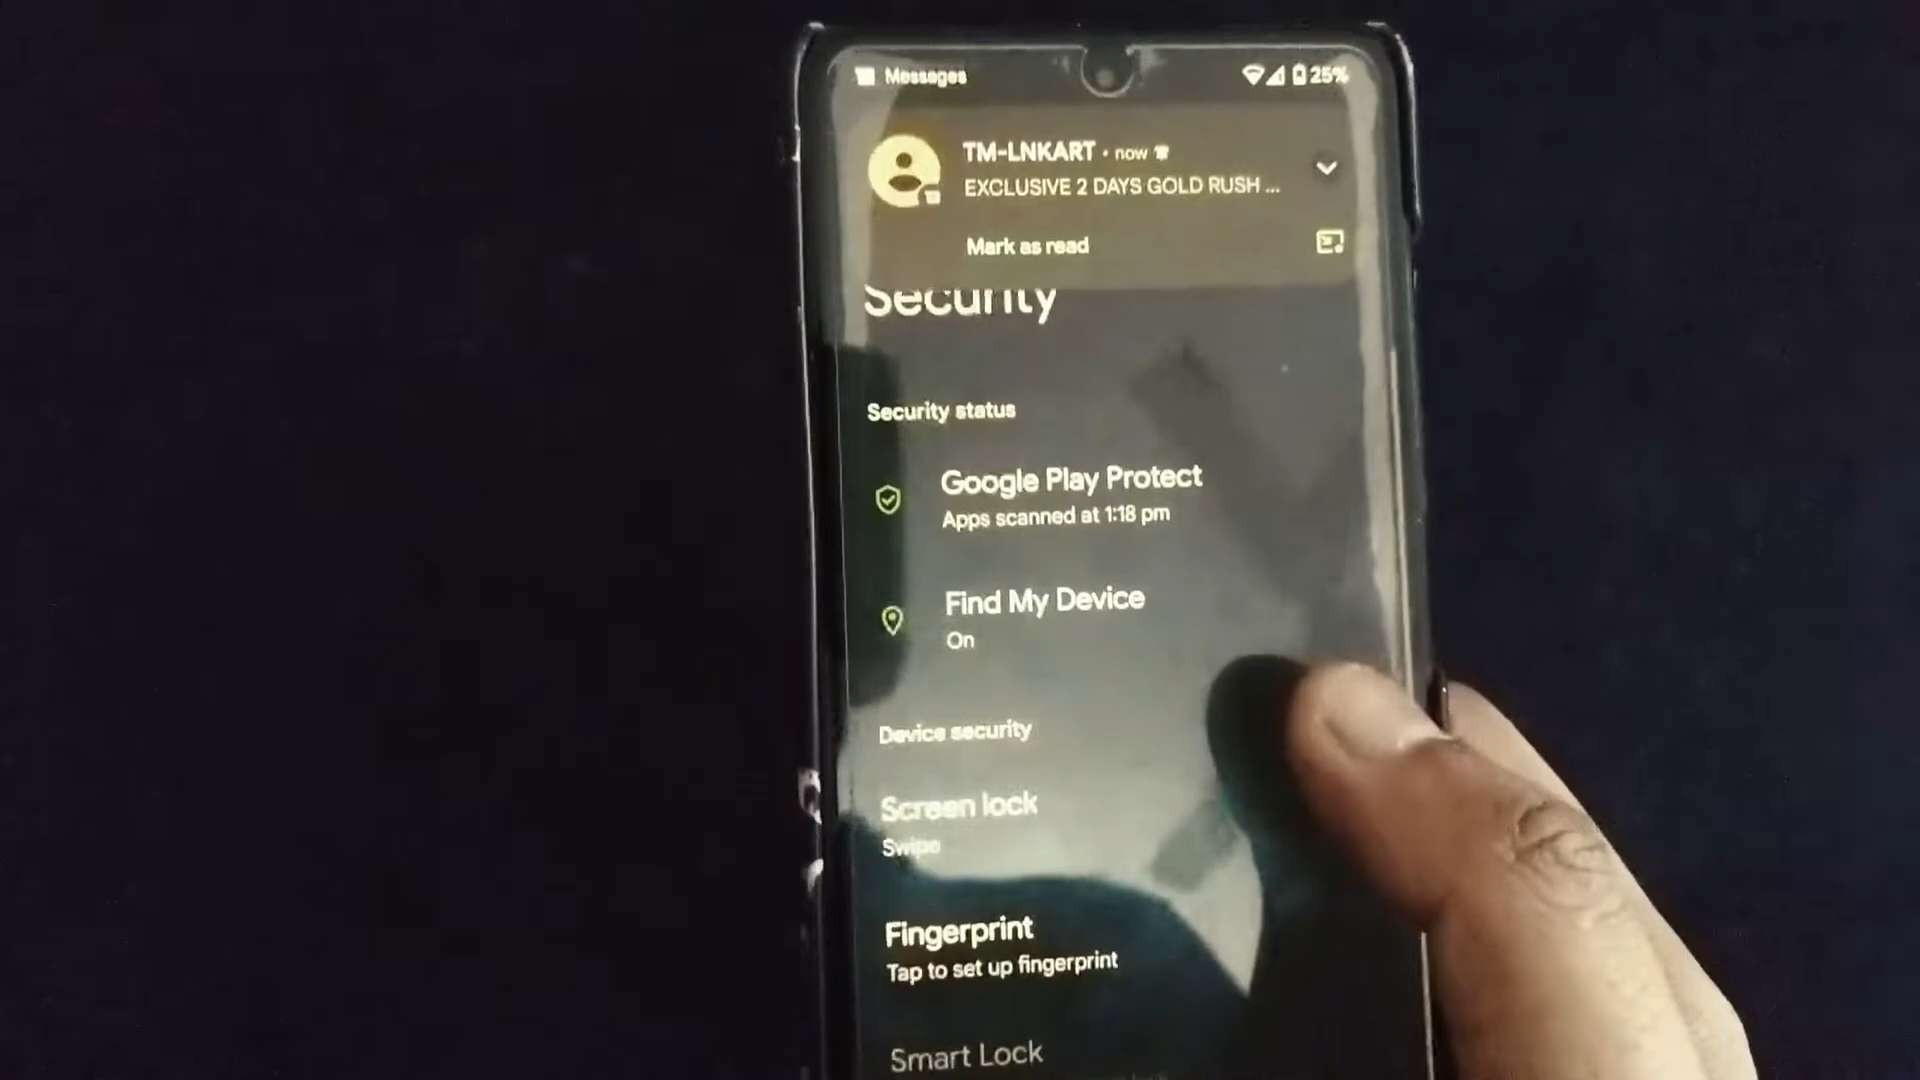 Messages
25%
TM-LNKART • now
EXCLUSIVE 2 DAYS GOLD RUSH ...
Mark as read
Security
Security status
Google Play Protect
Apps scanned at 1:18 pm
Find My Device
On
Device security
Screen lock
Swipe
Fingerprint
Tap to set up fingerprint
Smart Lock